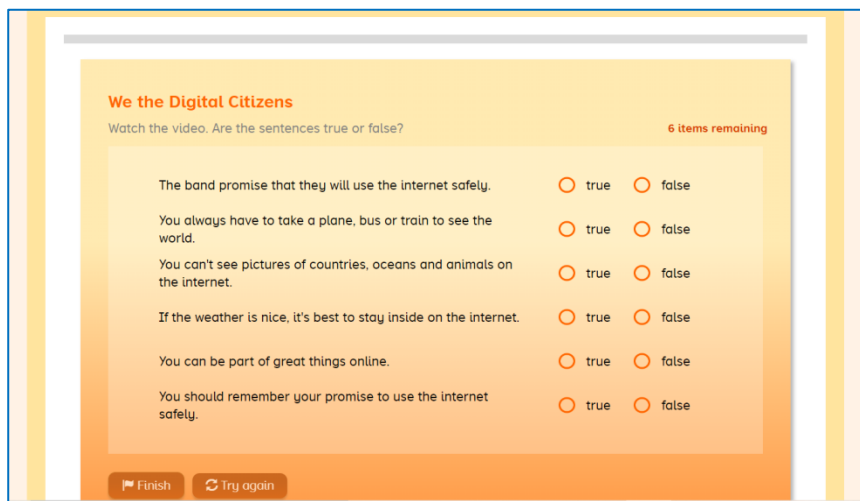 We the Digital Citizens
Watch the video. Are the sentences true or false?
6 items remaining
The band promise that they will use the internet safely.
true
false
You always have to take a plane, bus or train to see the
world.
true
false
You can't see pictures of countries, oceans and animals on
the internet.
true
false
If the weather is nice, it's best to stay inside on the internet.
true
false
You can be part of great things online.
true
false
You should remember your promise to use the internet
safely.
true
false
Finish
Try again